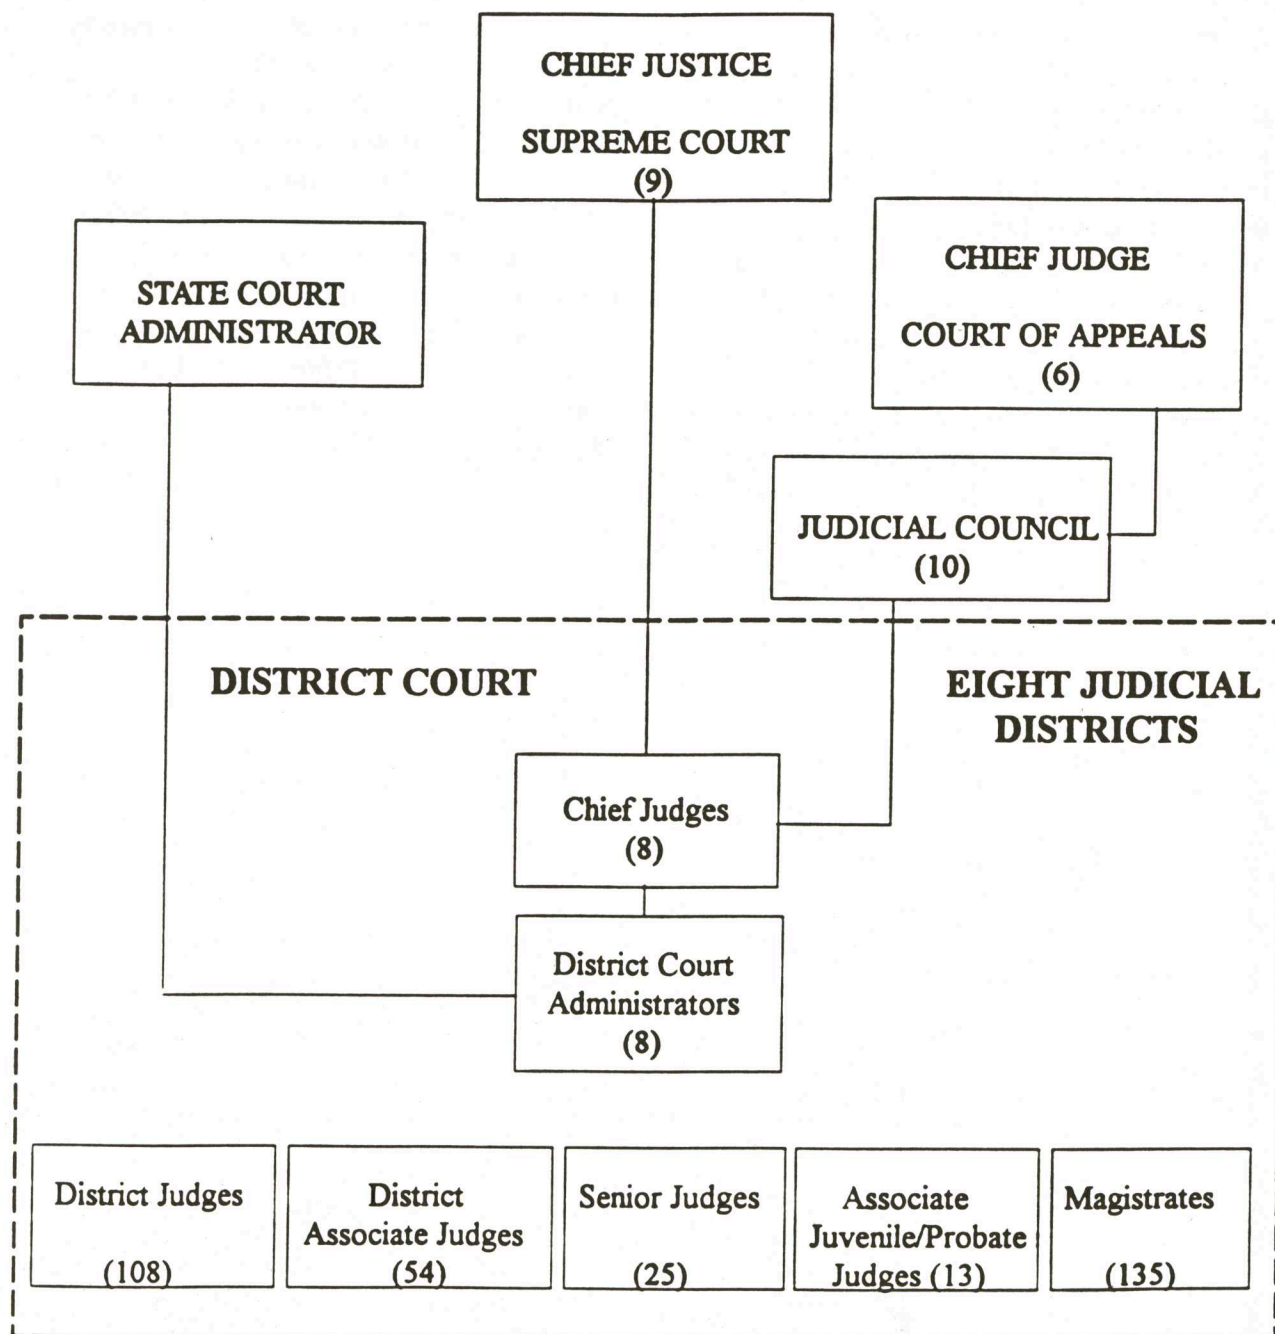 CHIEF JUSTICE
SUPREME COURT
(9)
STATE COURT
ADMINISTRATOR
CHIEF JUDGE
COURT OF APPEALS
(6)
JUDICIAL COUNCIL
(10)
DISTRICT COURT
EIGHT JUDICIAL
DISTRICTS
Chief Judges
(8)
District Court
Administrators
(8)
District Judges
(108)
District
Associate Judges
(54)
Senior Judges
(25)
Associate
Juvenile/Probate
Judges (13)
Magistrates
(135)